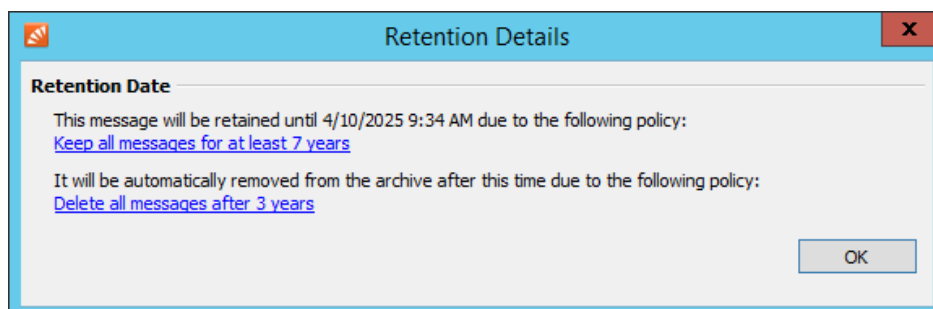 Retention Details
x
Retention Date
This message will be retained until 4/10/2025 9:34 AM due to the following policy:
Keep all messages for at least 7 years
It will be automatically removed from the archive after this time due to the following policy:
Delete all messages after 3 years
OK